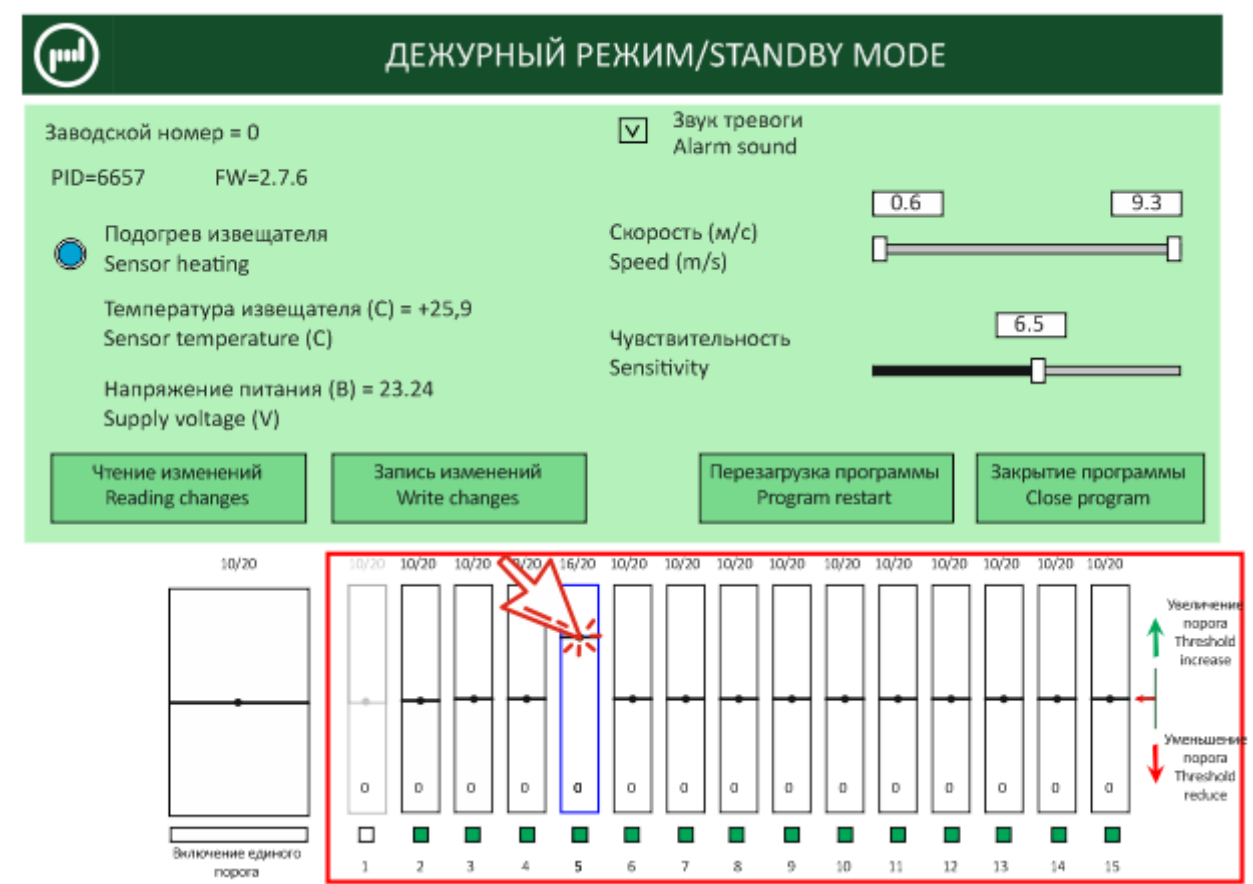 ДЕЖУРНЫЙ РЕЖИМ/STANDBY MODE
Заводской номер = 0
PID=6657 FW=2.7.6
Подогрев извещателя
Sensor heating
Температура извещателя (С) = +25,9
Sensor temperature (C)
Напряжение питания (В) = 23.24
Supply voltage (V)
V Звук тревоги
Alarm sound
0.6 9.3
Скорость (м/с)
Speed (m/s)
6.5
Чувствительность
Sensitivity
Чтение изменений
Reading changes
Запись изменений
Write changes
Перезагрузка программы
Program restart
Закрытие программы
Close program
10/20 10/20 10/20 10/20 16/20 10/20 10/20 10/20 10/20 10/20 10/20 10/20 10/20 10/20 10/20
Увеличение
порога
Threshold
increase
Уменьшение
порога
Threshold
reduce
0 0 0 0 0 0 0 0 0 0 0 0 0 0 0
Включение единого
порога
1 2 3 4 5 6 7 8 9 10 11 12 13 14 15